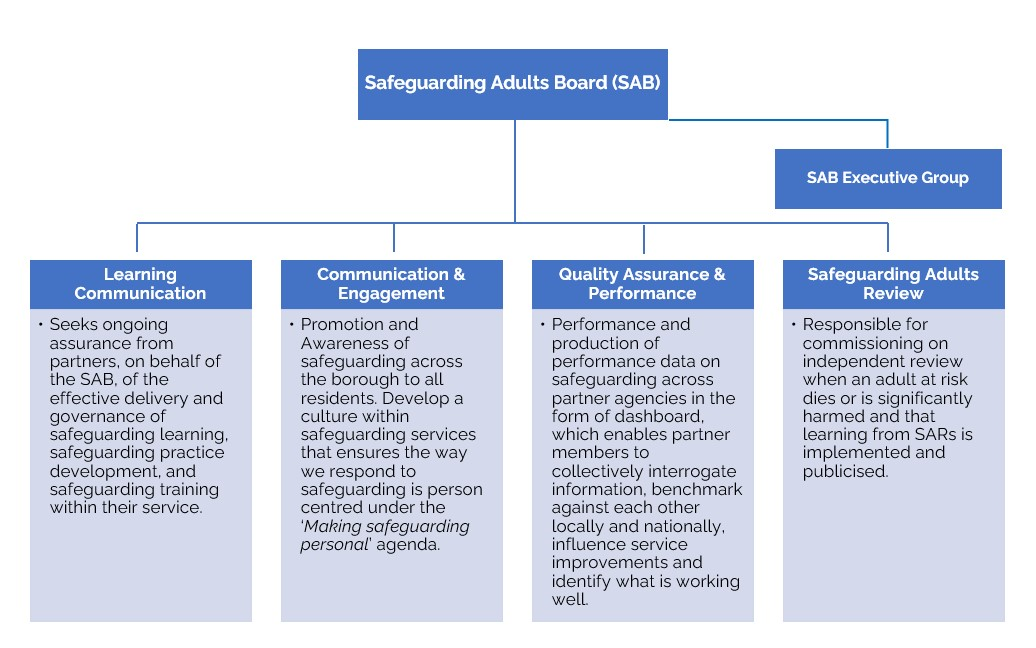 Safeguarding Adults Board (SAB)
SAB Executive Group
Learning
Communication
• Seeks ongoing
assurance from
partners, on behalf of
the SAB, of the
effective delivery and
governance of
safeguarding learning,
safeguarding practice
development, and
safeguarding training
within their service.
Communication &
Engagement
• Promotion and
Awareness of
safeguarding across
the borough to all
residents. Develop a
culture within
safeguarding services
that ensures the way
we respond to
safeguarding is person
centred under the
‘Making safeguarding
personal’ agenda.
Quality Assurance &
Performance
• Performance and
production of
performance data on
safeguarding across
partner agencies in the
form of dashboard,
which enables partner
members to
collectively interrogate
information, benchmark
against each other
locally and nationally,
influence service
improvements and
identify what is working
well.
Safeguarding Adults
Review
• Responsible for
commissioning on
independent review
when an adult at risk
dies or is significantly
harmed and that
learning from SARs is
implemented and
publicised.